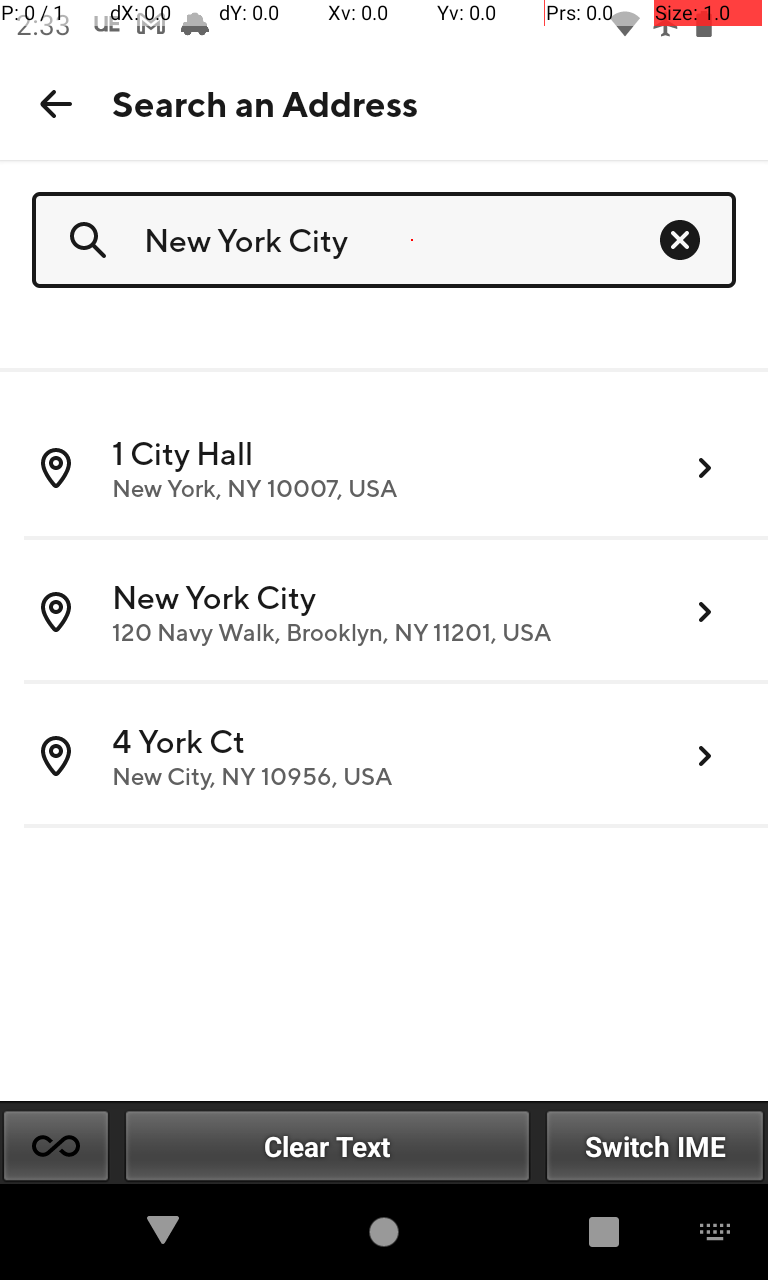 P: 0 / 1 dX: 0.0 dY: 0.0 Xv: 0.0 Yv: 0.0 Prs: 0.0 Size: 1.0
2:33 UE
Search an Address
New York City
1 City Hall
New York, NY 10007, USA
New York City
120 Navy Walk, Brooklyn, NY 11201, USA
4 York Ct
New City, NY 10956, USA
Clear Text Switch IME